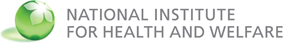 NATIONAL INSTITUTE
FOR HEALTH AND WELFARE